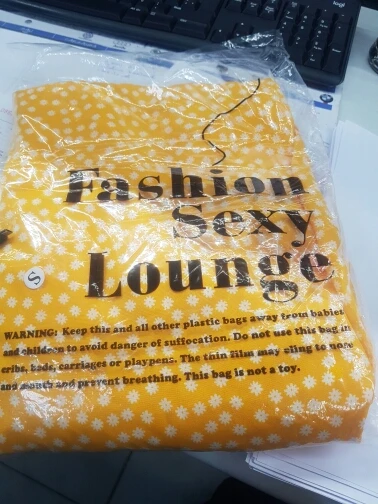 logi
Fashion
Sexy
Lounge
S
WARNING: Keep this and all other plastic bags away from babies
and children to avoid danger of suffocation. Do not use this bag in
cribs, beds, carriages or playpens. The thin film may cling to nose
and mouth and prevent breathing. This bag is not a toy.